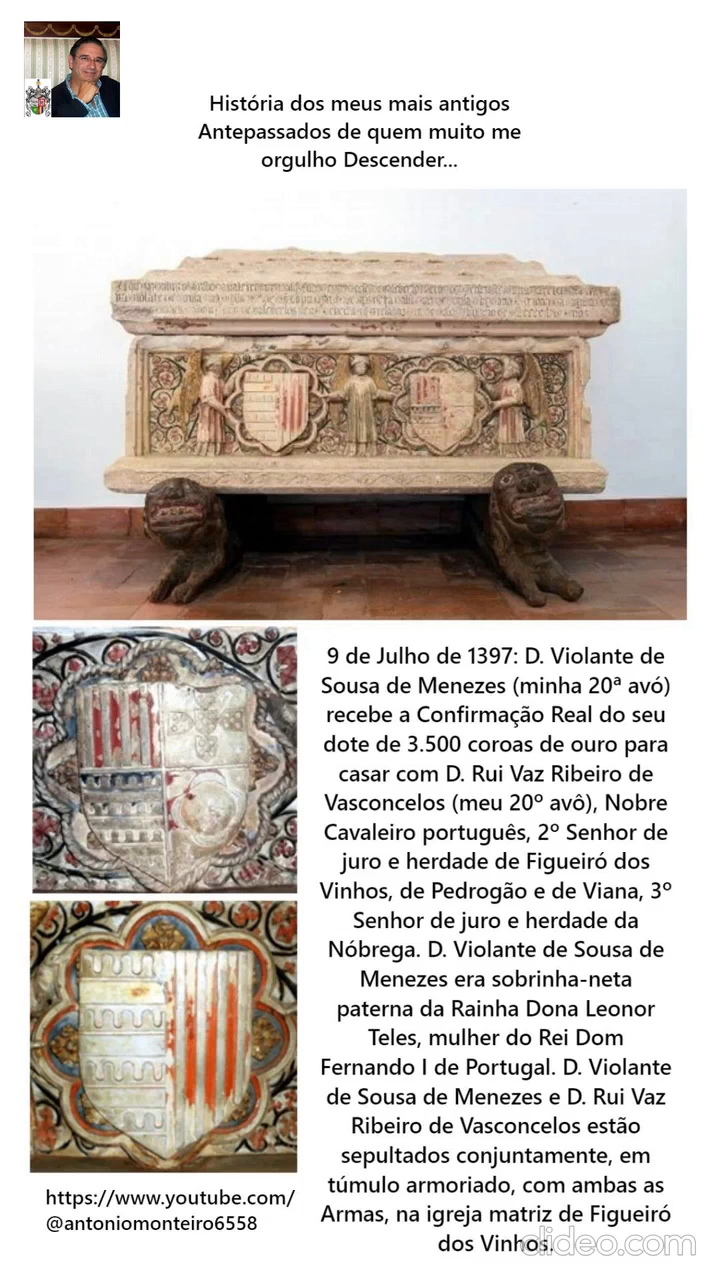 História dos meus mais antigos
Antepassados de quem muito me
orgulho Descender...
9 de Julho de 1397: D. Violante de
Sousa de Menezes (minha 20ª avó)
recebe a Confirmação Real do seu
dote de 3.500 coroas de ouro para
casar com D. Rui Vaz Ribeiro de
Vasconcelos (meu 20º avô), Nobre
Cavaleiro português, 2º Senhor de
juro e herdade de Figueiró dos
Vinhos, de Pedrogão e de Viana, 3º
Senhor de juro e herdade da
Nóbrega. D. Violante de Sousa de
Menezes era sobrinha-neta
paterna da Rainha Dona Leonor
Teles, mulher do Rei Dom
Fernando I de Portugal. D. Violante
de Sousa de Menezes e D. Rui Vaz
Ribeiro de Vasconcelos estão
sepultados conjuntamente, em
túmulo armoriado, com ambas as
Armas, na igreja matriz de Figueiró
dos Vinhos.
https://www.youtube.com/
@antoniomonteiro6558
clideo.com